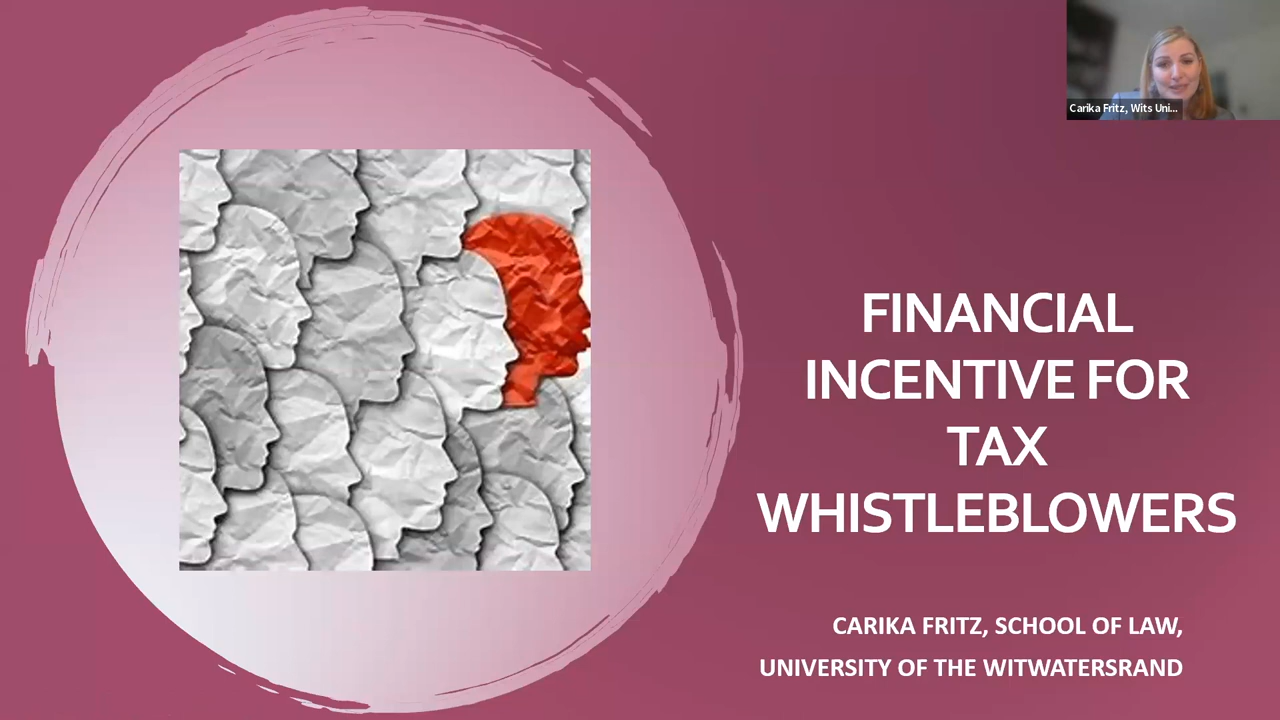 Carika Fritz, Wits Uni...
FINANCIAL
INCENTIVE FOR
TAX
WHISTLEBLOWERS
CARIKA FRITZ, SCHOOL OF LAW,
UNIVERSITY OF THE WITWATERSRAND